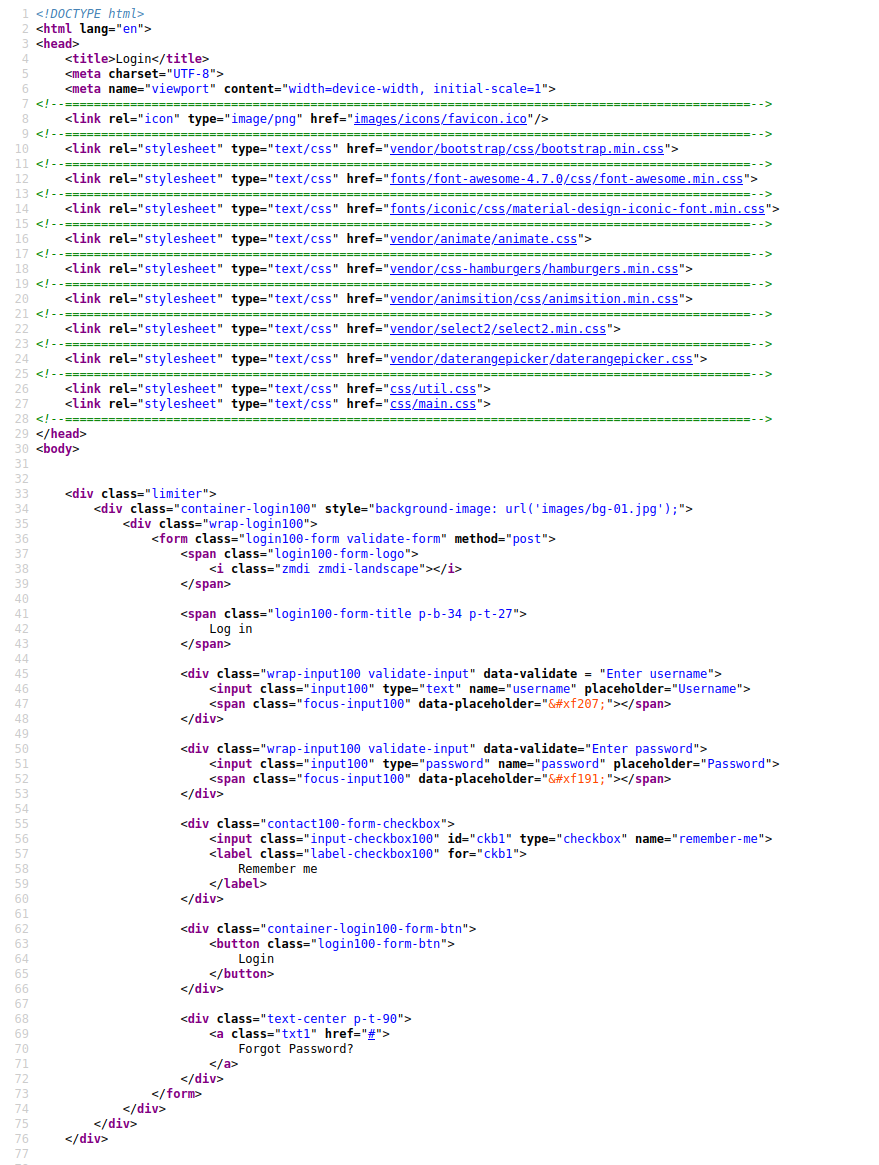 1 <!DOCTYPE html>
2 <html lang="en">
3 <head>
4     <title>Login</title>
5     <meta charset="UTF-8">
6     <meta name="viewport" content="width=device-width, initial-scale=1">
7 <!--===============================================================================================-->
8     <link rel="icon" type="image/png" href="images/icons/favicon.ico"/>
9 <!--===============================================================================================-->
10     <link rel="stylesheet" type="text/css" href="vendor/bootstrap/css/bootstrap.min.css">
11 <!--===============================================================================================-->
12     <link rel="stylesheet" type="text/css" href="fonts/font-awesome-4.7.0/css/font-awesome.min.css">
13 <!--===============================================================================================-->
14     <link rel="stylesheet" type="text/css" href="fonts/iconic/css/material-design-iconic-font.min.css">
15 <!--===============================================================================================-->
16     <link rel="stylesheet" type="text/css" href="vendor/animate/animate.css">
17 <!--===============================================================================================-->
18     <link rel="stylesheet" type="text/css" href="vendor/css-hamburgers/hamburgers.min.css">
19 <!--===============================================================================================-->
20     <link rel="stylesheet" type="text/css" href="vendor/animsition/css/animsition.min.css">
21 <!--===============================================================================================-->
22     <link rel="stylesheet" type="text/css" href="vendor/select2/select2.min.css">
23 <!--===============================================================================================-->
24     <link rel="stylesheet" type="text/css" href="vendor/daterangepicker/daterangepicker.css">
25 <!--===============================================================================================-->
26     <link rel="stylesheet" type="text/css" href="css/util.css">
27     <link rel="stylesheet" type="text/css" href="css/main.css">
28 <!--===============================================================================================-->
29 </head>
30 <body>
31
32
33     <div class="limiter">
34         <div class="container-login100" style="background-image: url('images/bg-01.jpg');">
35             <div class="wrap-login100">
36                 <form class="login100-form validate-form" method="post">
37                     <span class="login100-form-logo">
38                         <i class="zmdi zmdi-landscape"></i>
39                     </span>
40
41                     <span class="login100-form-title p-b-34 p-t-27">
42                         Log in
43                     </span>
44
45                     <div class="wrap-input100 validate-input" data-validate = "Enter username">
46                         <input class="input100" type="text" name="username" placeholder="Username">
47                         <span class="focus-input100" data-placeholder="&#xf207;"></span>
48                     </div>
49
50                     <div class="wrap-input100 validate-input" data-validate="Enter password">
51                         <input class="input100" type="password" name="password" placeholder="Password">
52                         <span class="focus-input100" data-placeholder="&#xf191;"></span>
53                     </div>
54
55                     <div class="contact100-form-checkbox">
56                         <input class="input-checkbox100" id="ckb1" type="checkbox" name="remember-me">
57                         <label class="label-checkbox100" for="ckb1">
58                             Remember me
59                         </label>
60                     </div>
61
62                     <div class="container-login100-form-btn">
63                         <button class="login100-form-btn">
64                             Login
65                         </button>
66                     </div>
67
68                     <div class="text-center p-t-90">
69                         <a class="txt1" href="#">
70                             Forgot Password?
71                         </a>
72                     </div>
73                 </form>
74             </div>
75         </div>
76     </div>
77